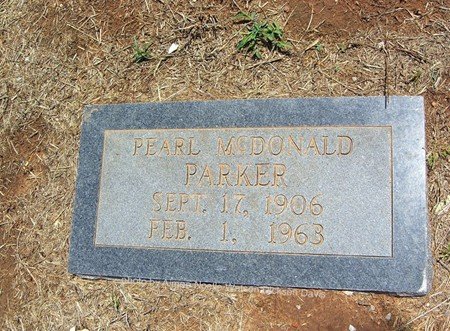 PEARL McDONALD
PARKER
SEPT. 17, 1906
FEB. 1, 1963